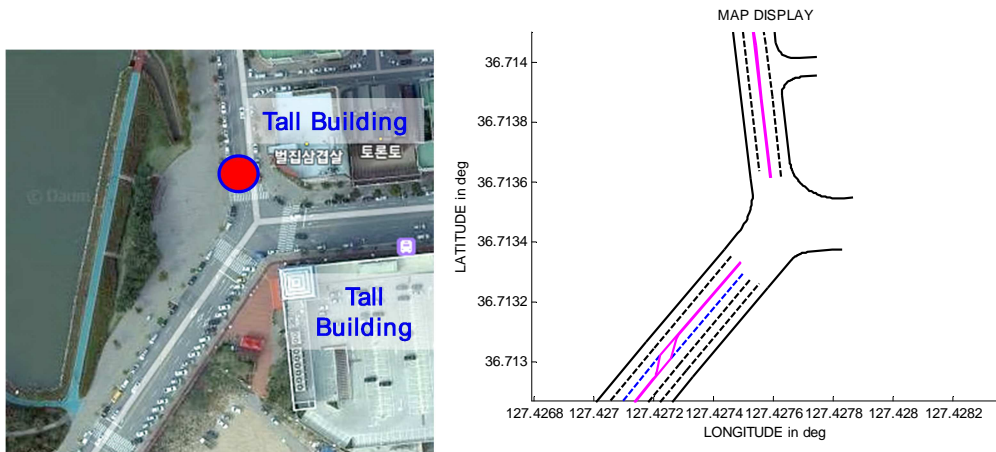 Tall Building
벌집삼겹살
토론토
© Daum
Tall
Building
MAP DISPLAY
LATITUDE in deg
36.714
36.7138
36.7136
36.7134
36.7132
36.713
127.4268
127.427
127.4272
127.4274
127.4276
127.4278
127.428
127.4282
LONGITUDE in deg